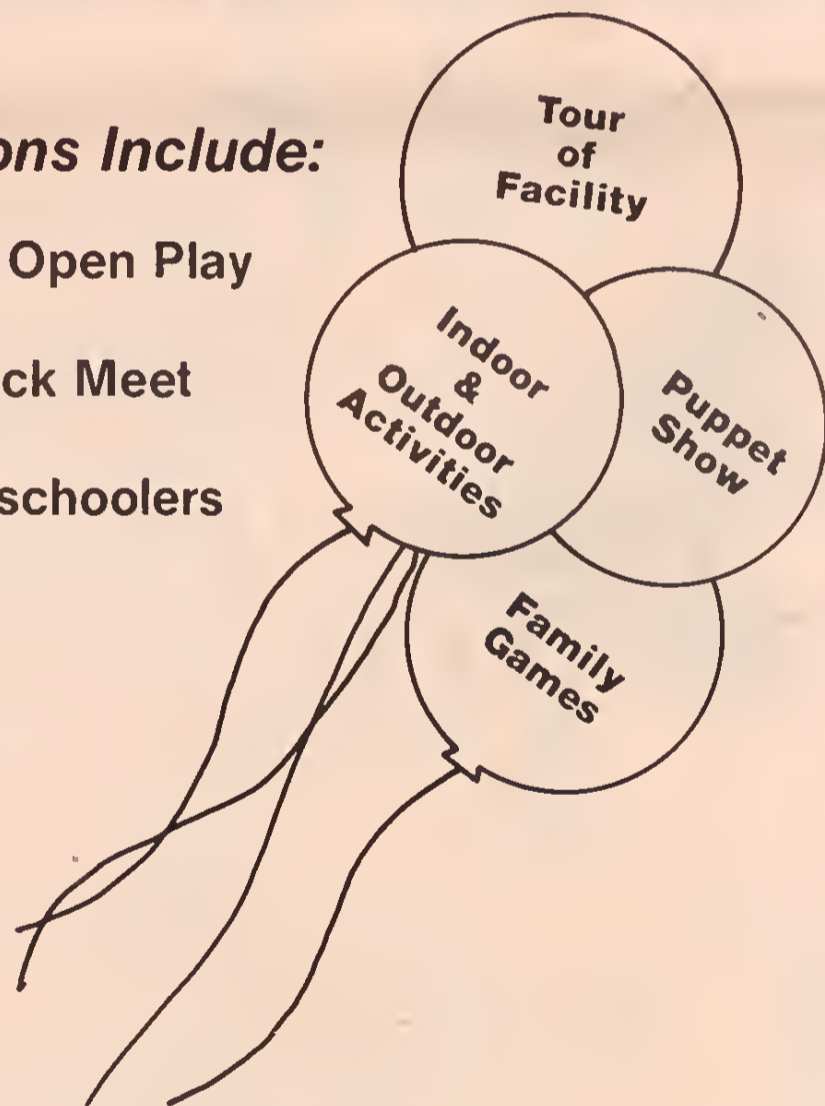 ons Include:
Open Play
ck Meet
schoolers
Tour
of
Facility
Indoor
&
Outdoor
Activities
Puppet
Show
Family
Games